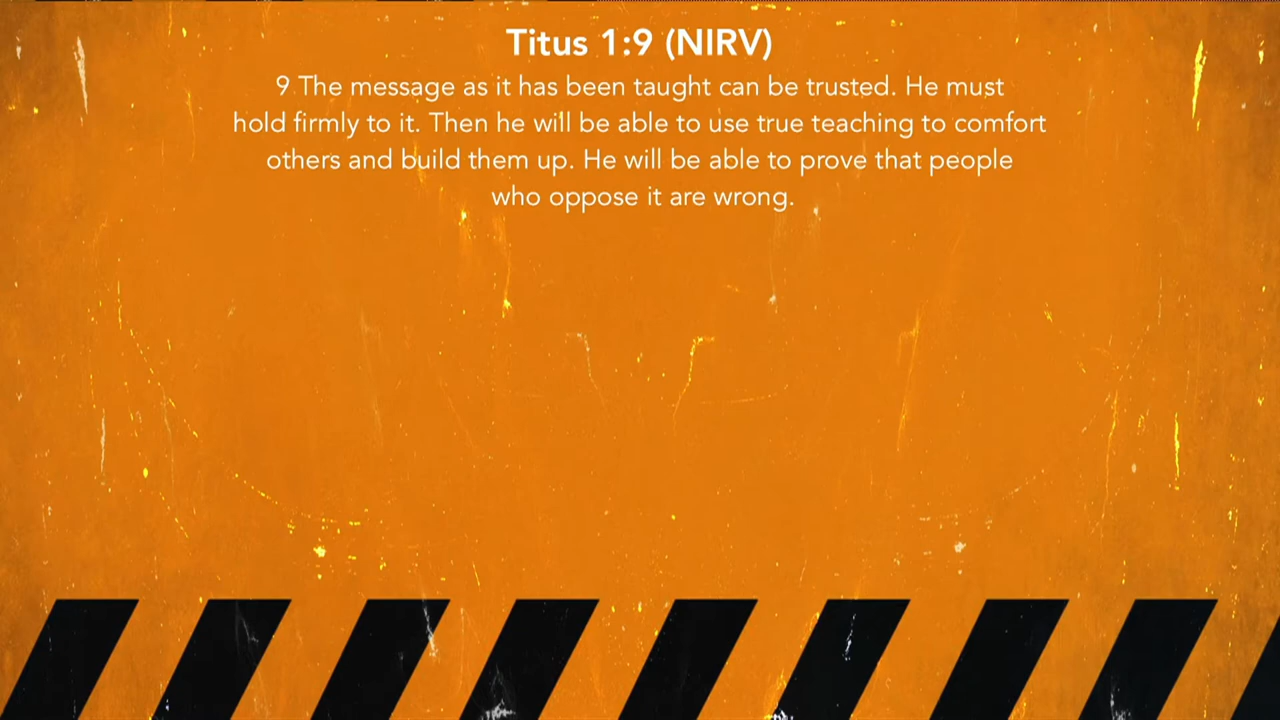 Titus 1:9 (NIRV)
9 The message as it has been taught can be trusted. He must
hold firmly to it. Then he will be able to use true teaching to comfort
others and build them up. He will be able to prove that people
who oppose it are wrong.